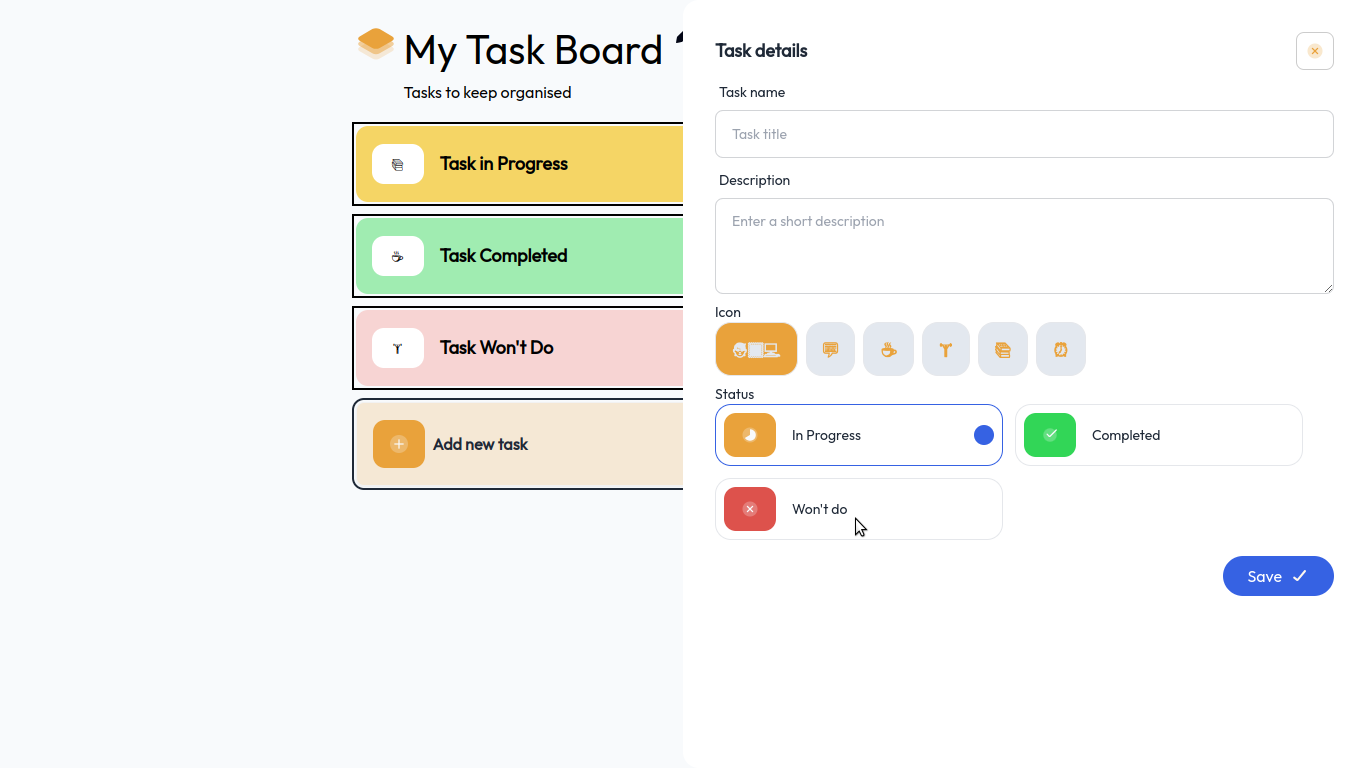 My Task Board
Tasks to keep organised
Task in Progress
Task Completed
Task Won't Do
Add new task
Task details
Task name
Task title
Description
Enter a short description
Icon
Status
In Progress
Completed
Won't do
Save